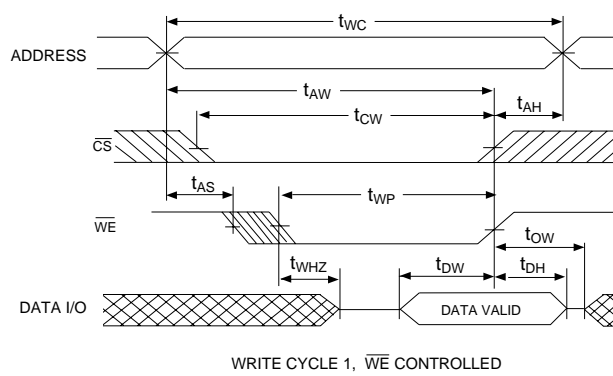 tWC
ADDRESS
tAW
tCW
tAH
CS
tAS
tWP
WE
tOW
tWHZ
tDW
tDH
DATA I/O
DATA VALID
WRITE CYCLE 1, WE CONTROLLED